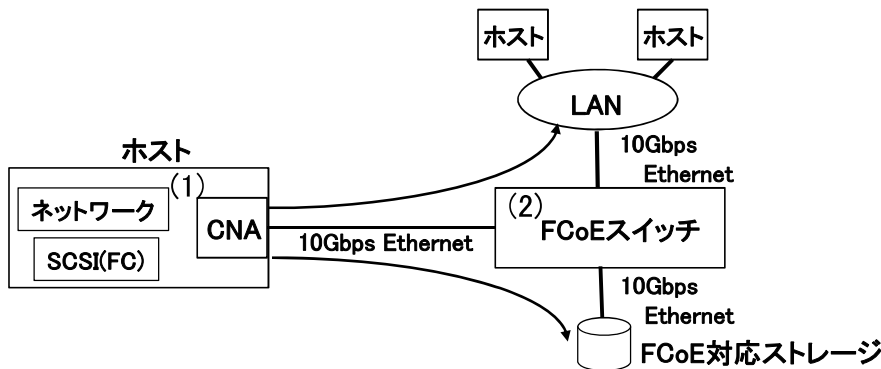 ホスト
ホスト
LAN
10Gbps
Ethernet
ホスト
(1)
ネットワーク
CNA
SCSI(FC)
10Gbps Ethernet
(2)
FCoEスイッチ
10Gbps
Ethernet
FCoE対応ストレージ